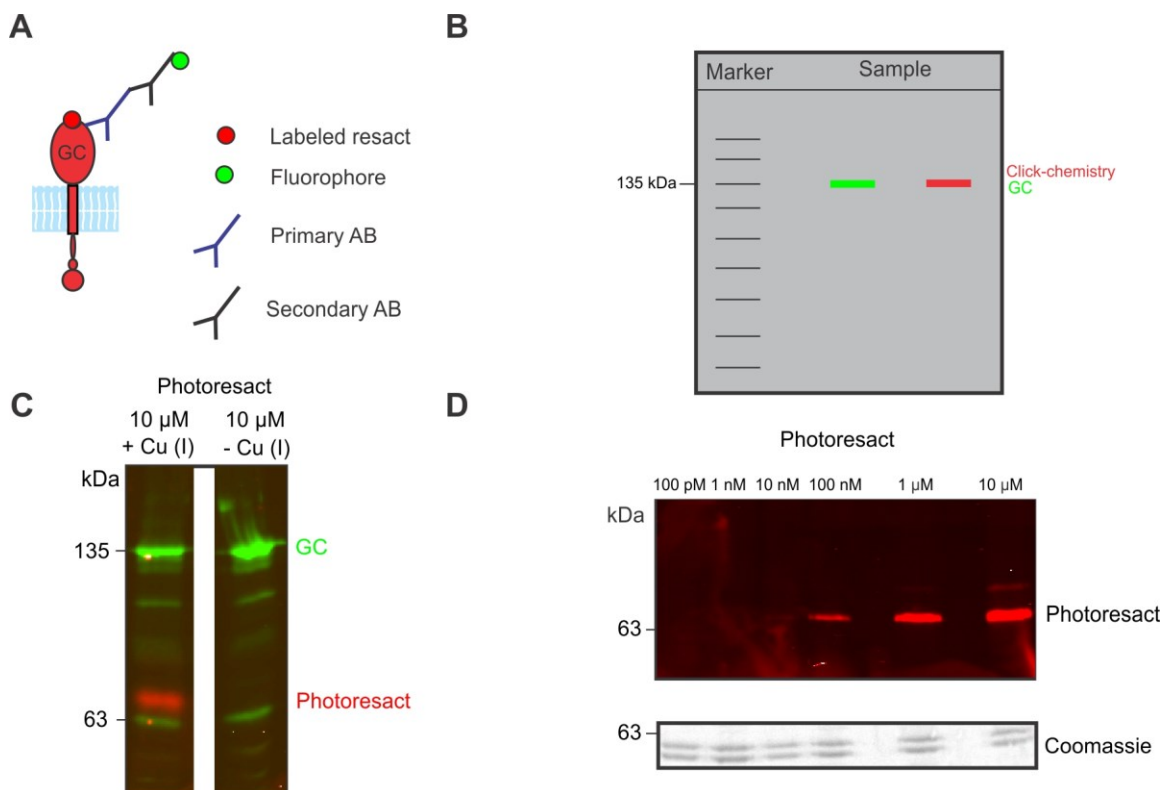 A
GC
Labeled resact
Fluorophore
Primary AB
Secondary AB
B
Marker
Sample
135 kDa
Click-chemistry
GC
C
Photoresact
10 µM
+ Cu (I)
10 µM
- Cu (I)
kDa
135
GC
Photoresact
63
D
Photoresact
100 pM 1 nM 10 nM 100 nM 1 µM 10 µM
kDa
Photoresact
63
63
Coomassie